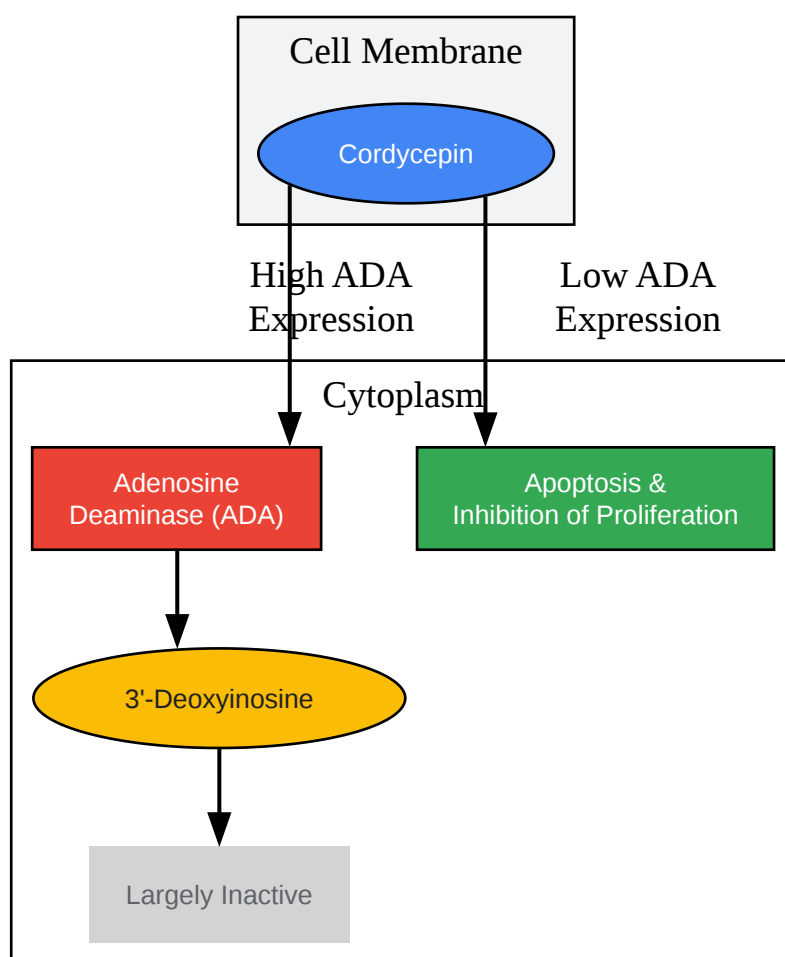 Cell Membrane
Cordycepin
High ADA
Expression
Low ADA
Expression
Cytoplasm
Adenosine
Deaminase (ADA)
Apoptosis &
Inhibition of Proliferation
3'-Deoxyinosine
Largely Inactive